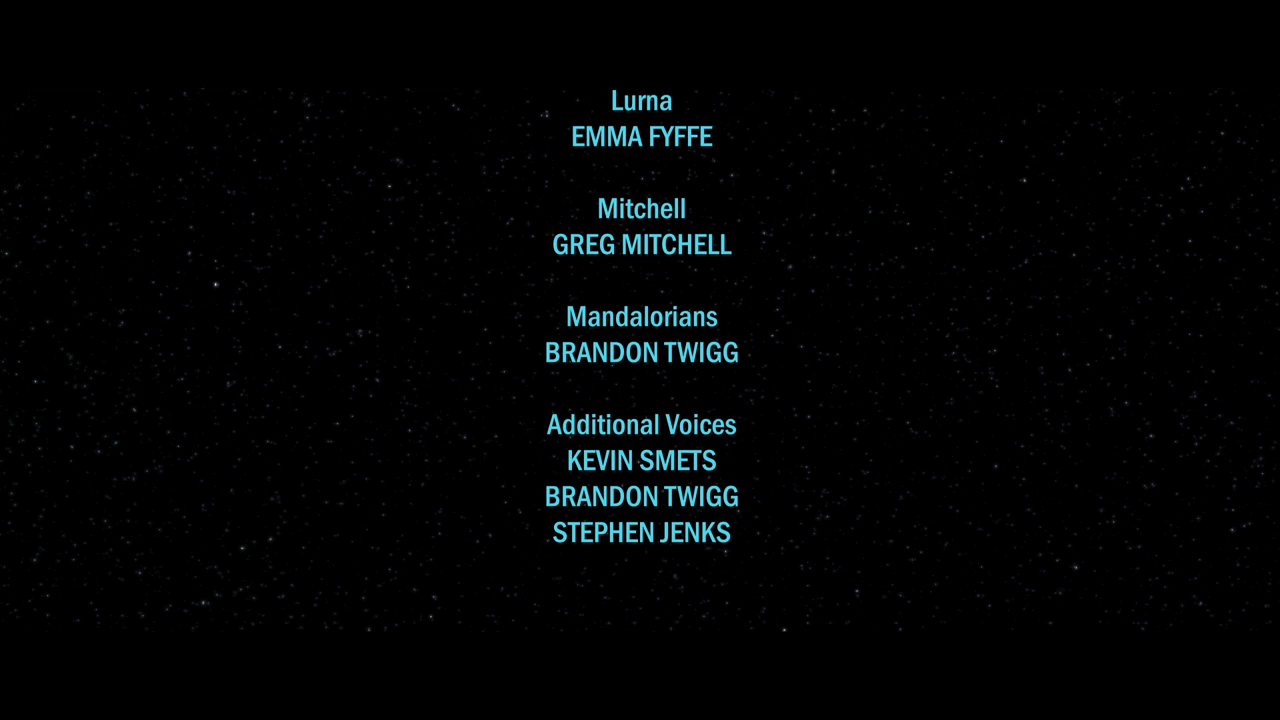 Lurna
EMMA FYFFE
Mitchell
GREG MITCHELL
Mandalorians
BRANDON TWIGG
Additional Voices
KEVIN SMETS
BRANDON TWIGG
STEPHEN JENKS